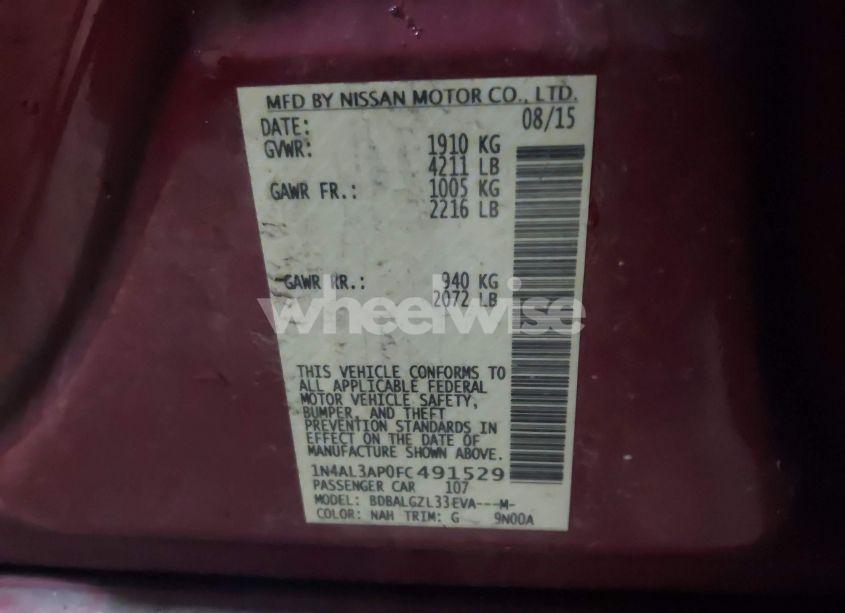 MFD BY NISSAN MOTOR CO., LTD.
DATE: 08/15
GVWR: 1910 KG
4211 LB
GAWR FR.: 1005 KG
2216 LB
GAWR RR.: 940 KG
2072 LB
wheelwise
THIS VEHICLE CONFORMS TO
ALL APPLICABLE FEDERAL
MOTOR VEHICLE SAFETY,
BUMPER, AND THEFT
PREVENTION STANDARDS IN
EFFECT ON THE DATE OF
MANUFACTURE SHOWN ABOVE.
1N4AL3AP0FC491529
PASSENGER CAR 107
MODEL: BDBALGZL33EVA---M-
COLOR: NAH TRIM: G 9N00A